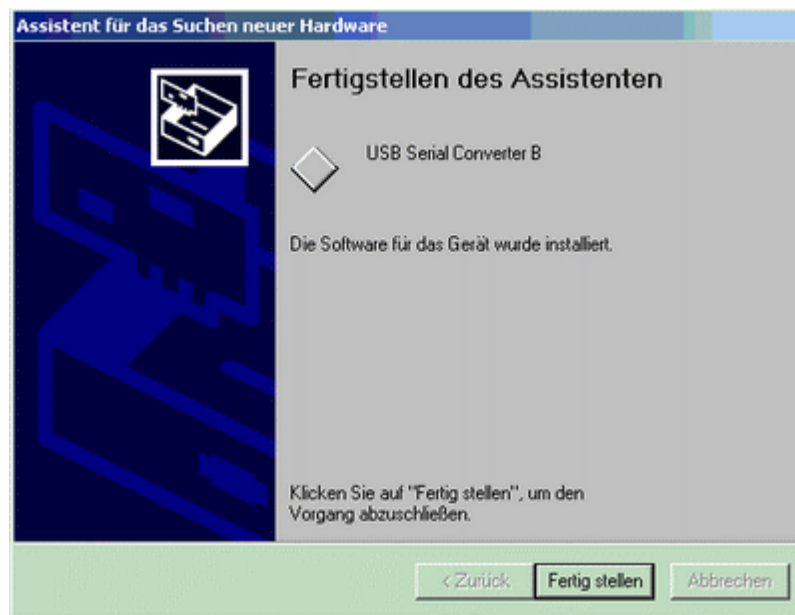 Assistent für das Suchen neuer Hardware
Fertigstellen des Assistenten
USB Serial Converter B
Die Software für das Gerät wurde installiert.
Klicken Sie auf "Fertig stellen", um den
Vorgang abzuschließen.
< Zurück
Fertig stellen
Abbrechen